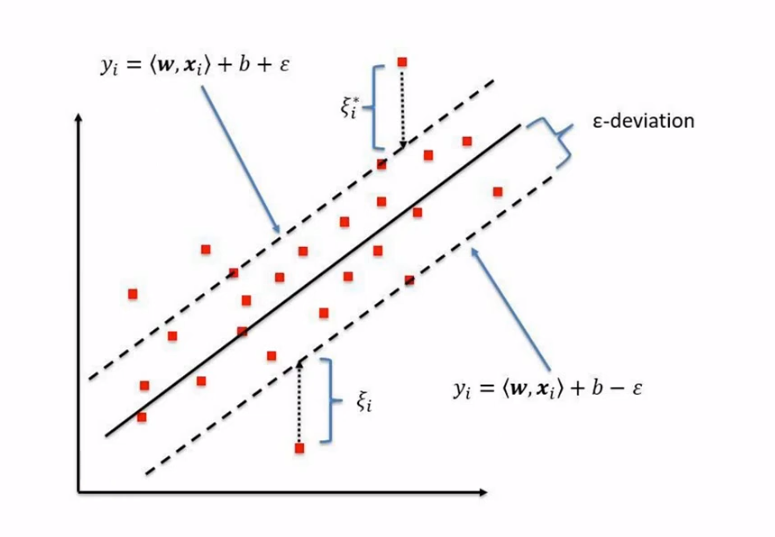 yᵢ = ⟨w, xᵢ⟩ + b + ε
ξᵢ*
ε-deviation
yᵢ = ⟨w, xᵢ⟩ + b − ε
ξᵢ